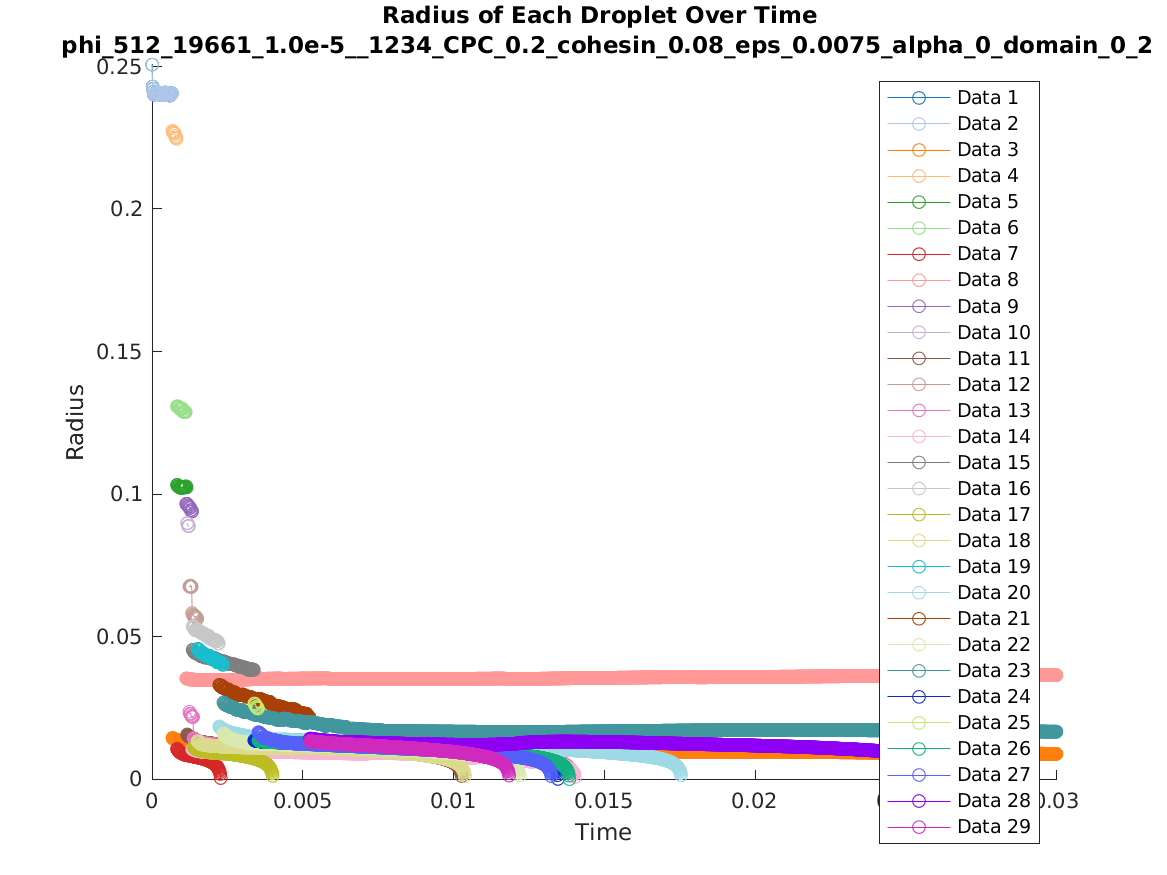 Radius of Each Droplet Over Time
phi_512_19661_1.0e-5__1234_CPC_0.2_cohesin_0.08_eps_0.0075_alpha_0_domain_0_2
0.25
0.2
0.15
0.1
0.05
0
Radius
0
0.005
0.01
0.015
0.02
0.03
Time
Data 1
Data 2
Data 3
Data 4
Data 5
Data 6
Data 7
Data 8
Data 9
Data 10
Data 11
Data 12
Data 13
Data 14
Data 15
Data 16
Data 17
Data 18
Data 19
Data 20
Data 21
Data 22
Data 23
Data 24
Data 25
Data 26
Data 27
Data 28
Data 29